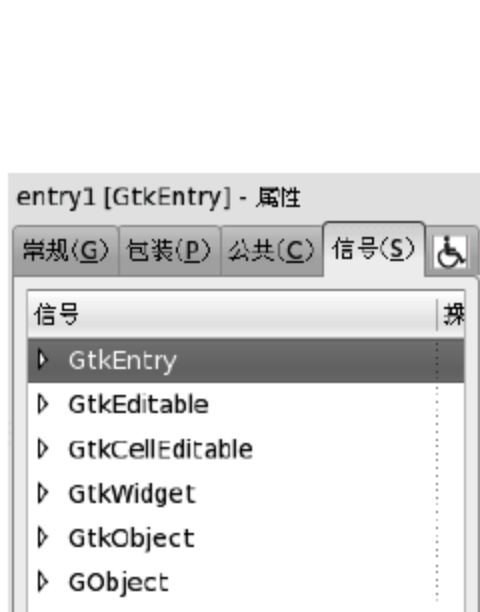 entry1 [GtkEntry] - 属性
常规(G) 包装(P) 公共(C) 信号(S)
信号
GtkEntry
GtkEditable
GtkCellEditable
GtkWidget
GtkObject
GObject